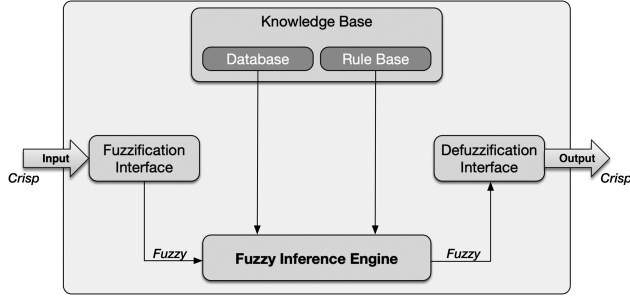 Knowledge Base
Database
Rule Base
Input
Crisp
Fuzzification
Interface
Defuzzification
Interface
Output
Crisp
Fuzzy
Fuzzy Inference Engine
Fuzzy